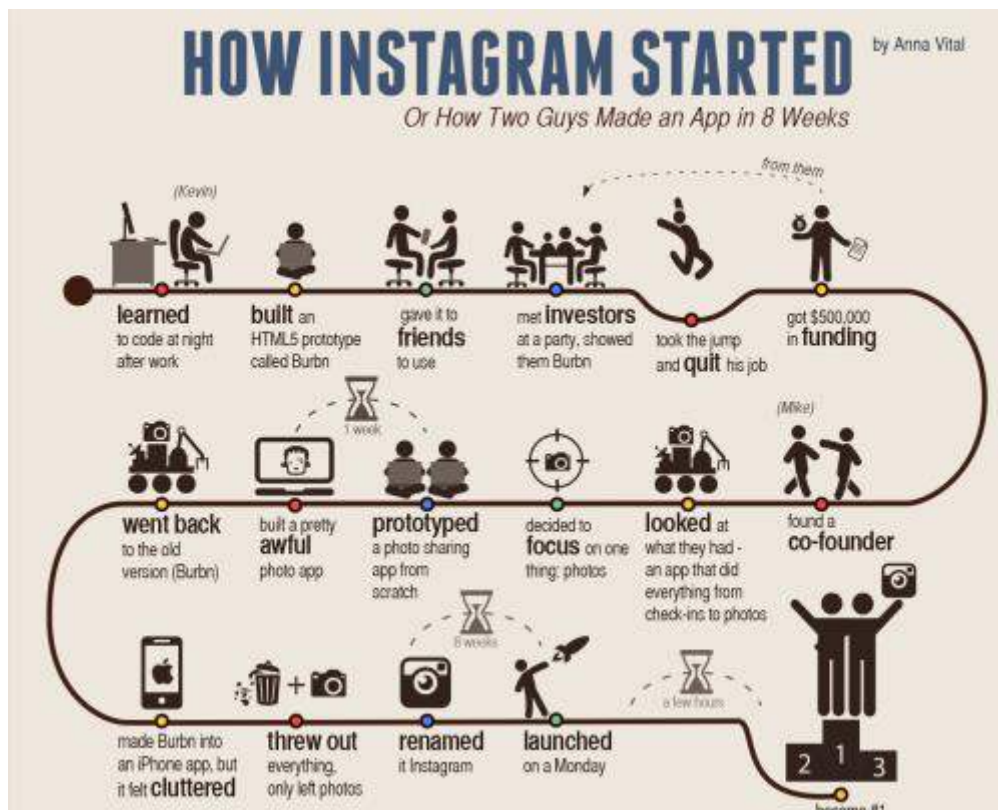 HOW INSTAGRAM STARTED
by Anna Vital
Or How Two Guys Made an App in 8 Weeks
from them
(Kevin)
learned
to code at night
after work
built an
HTML5 prototype
called Burbn
gave it to
friends
to use
met investors
at a party, showed
them Burbn
took the jump
and quit his job
got $500,000
in funding
(Mike)
found a
co-founder
looked at
what they had -
an app that did
everything from
check-ins to photos
decided to
focus on one
thing: photos
prototyped
a photo sharing
app from
scratch
1 week
built a pretty
awful
photo app
went back
to the old
version (Burbn)
made Burbn into
an iPhone app, but
it felt cluttered
threw out
everything,
only left photos
renamed
it Instagram
8 weeks
launched
on a Monday
a few hours
2 1 3
became #1